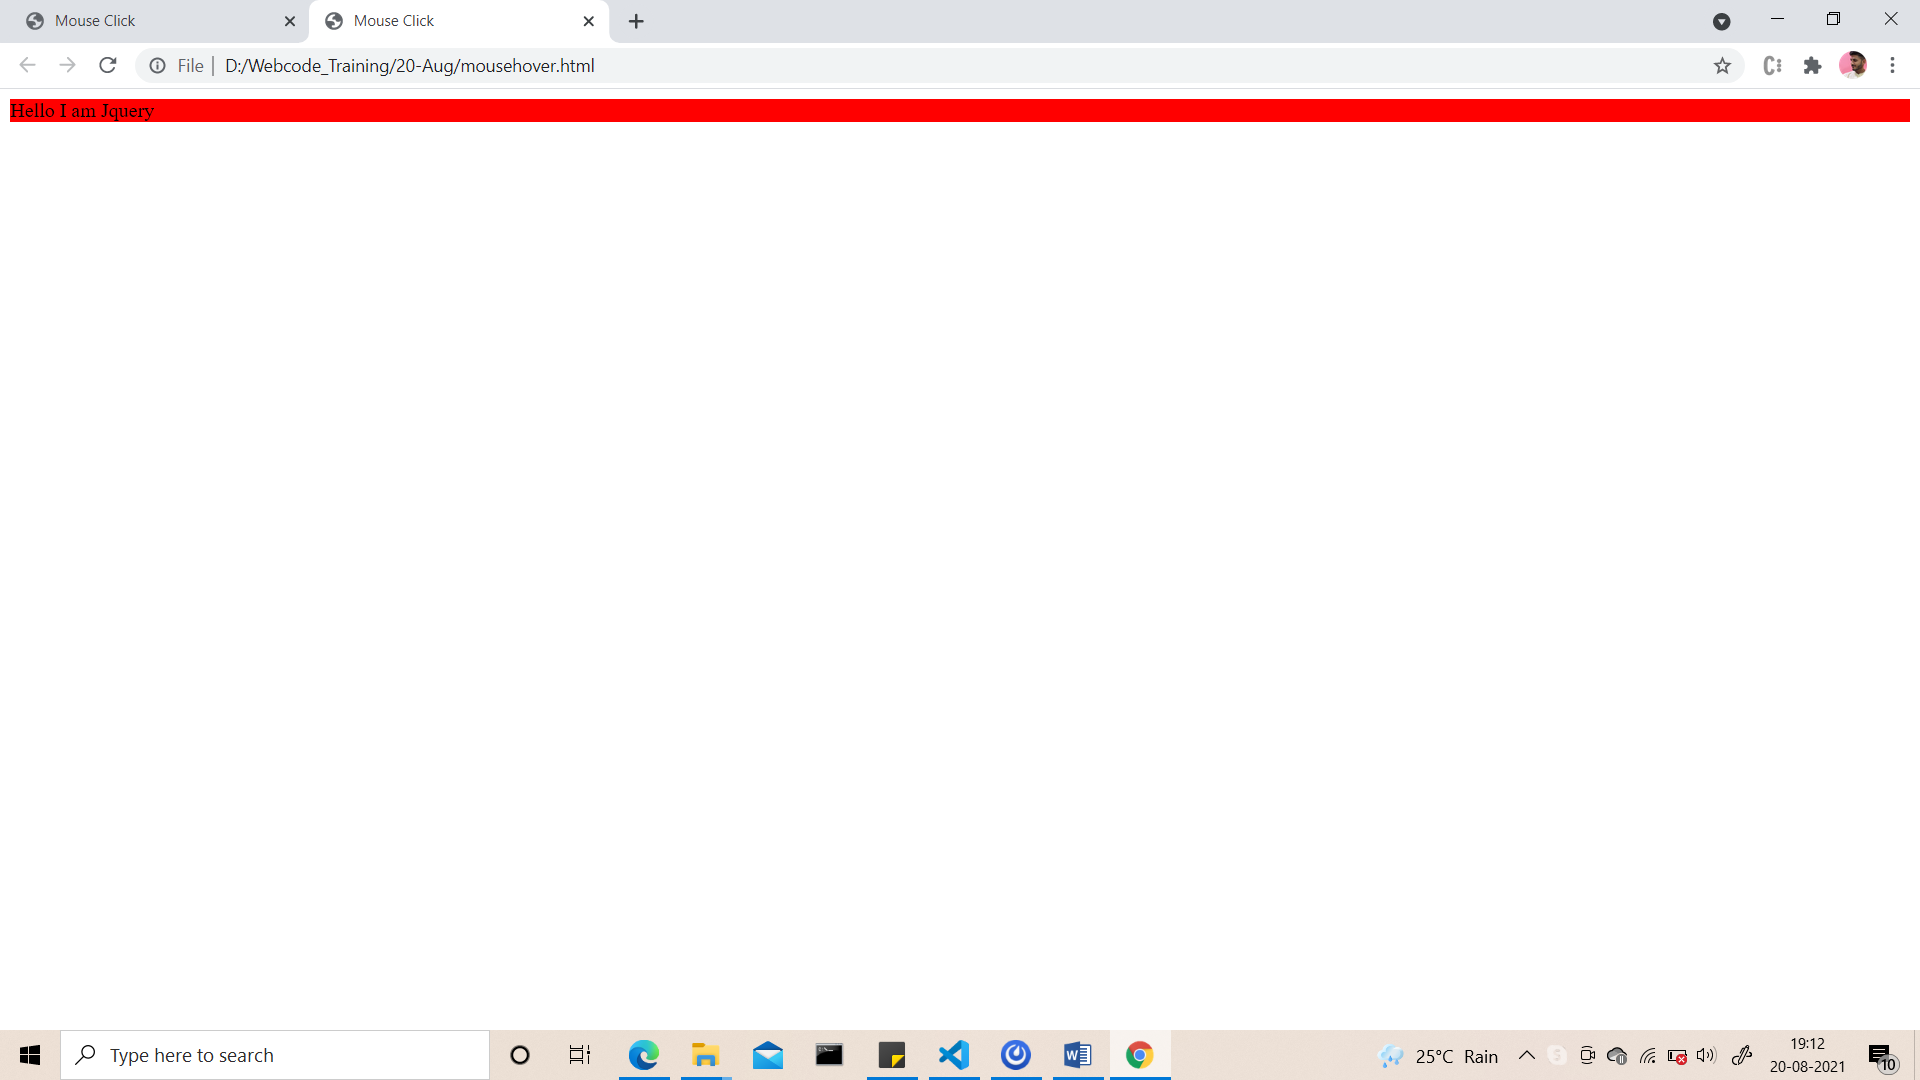 Mouse Click
Mouse Click
File
D:/Webcode_Training/20-Aug/mousehover.html
Hello I am Jquery
Type here to search
25°C Rain
19:12
20-08-2021
10